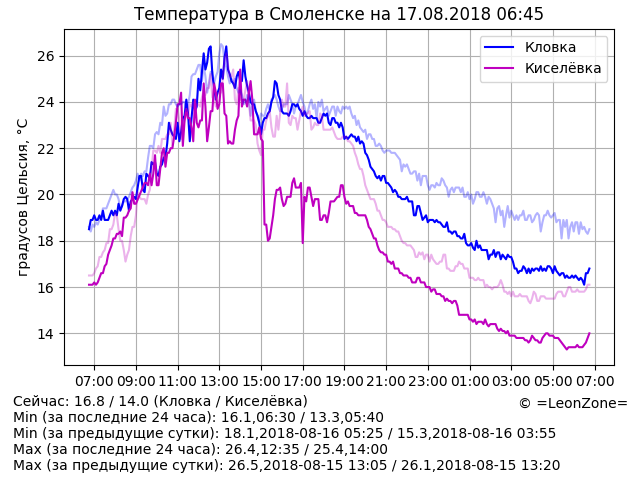 Температура в Смоленске на 17.08.2018 06:45
Кловка
Киселёвка
градусов Цельсия, °C
26
24
22
20
18
16
14
07:00 09:00 11:00 13:00 15:00 17:00 19:00 21:00 23:00 01:00 03:00 05:00 07:00
Сейчас: 16.8 / 14.0 (Кловка / Киселёвка)
© =LeonZone=
Min (за последние 24 часа): 16.1,06:30 / 13.3,05:40
Min (за предыдущие сутки): 18.1,2018-08-16 05:25 / 15.3,2018-08-16 03:55
Max (за последние 24 часа): 26.4,12:35 / 25.4,14:00
Max (за предыдущие сутки): 26.5,2018-08-15 13:05 / 26.1,2018-08-15 13:20